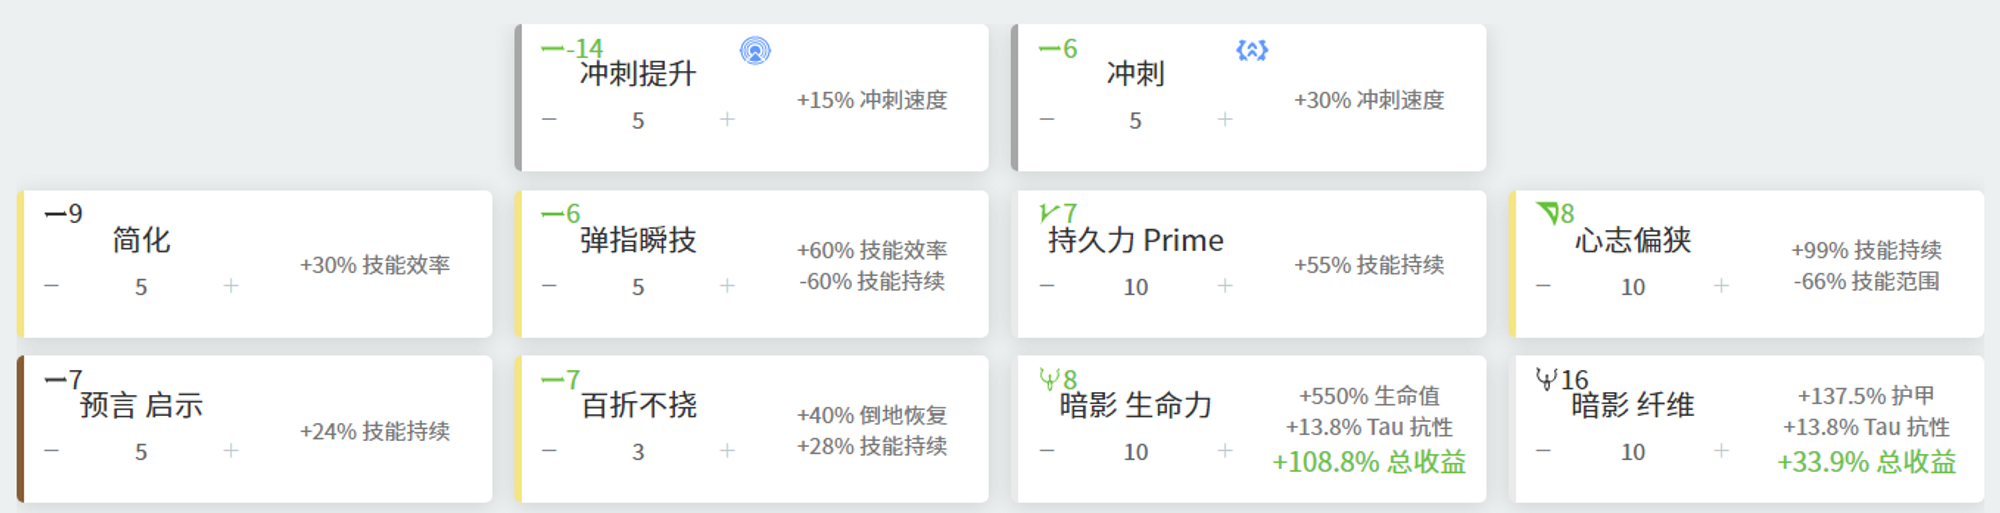 -14
冲刺提升
− 5 +
+15% 冲刺速度
6
冲刺
− 5 +
+30% 冲刺速度
9
简化
− 5 +
+30% 技能效率
6
弹指瞬技
− 5 +
+60% 技能效率
-60% 技能持续
7
持久力 Prime
− 10 +
+55% 技能持续
8
心志偏狭
− 10 +
+99% 技能持续
-66% 技能范围
7
预言 启示
− 5 +
+24% 技能持续
7
百折不挠
− 3 +
+40% 倒地恢复
+28% 技能持续
8
暗影 生命力
− 10 +
+550% 生命值
+13.8% Tau 抗性
+108.8% 总收益
16
暗影 纤维
− 10 +
+137.5% 护甲
+13.8% Tau 抗性
+33.9% 总收益